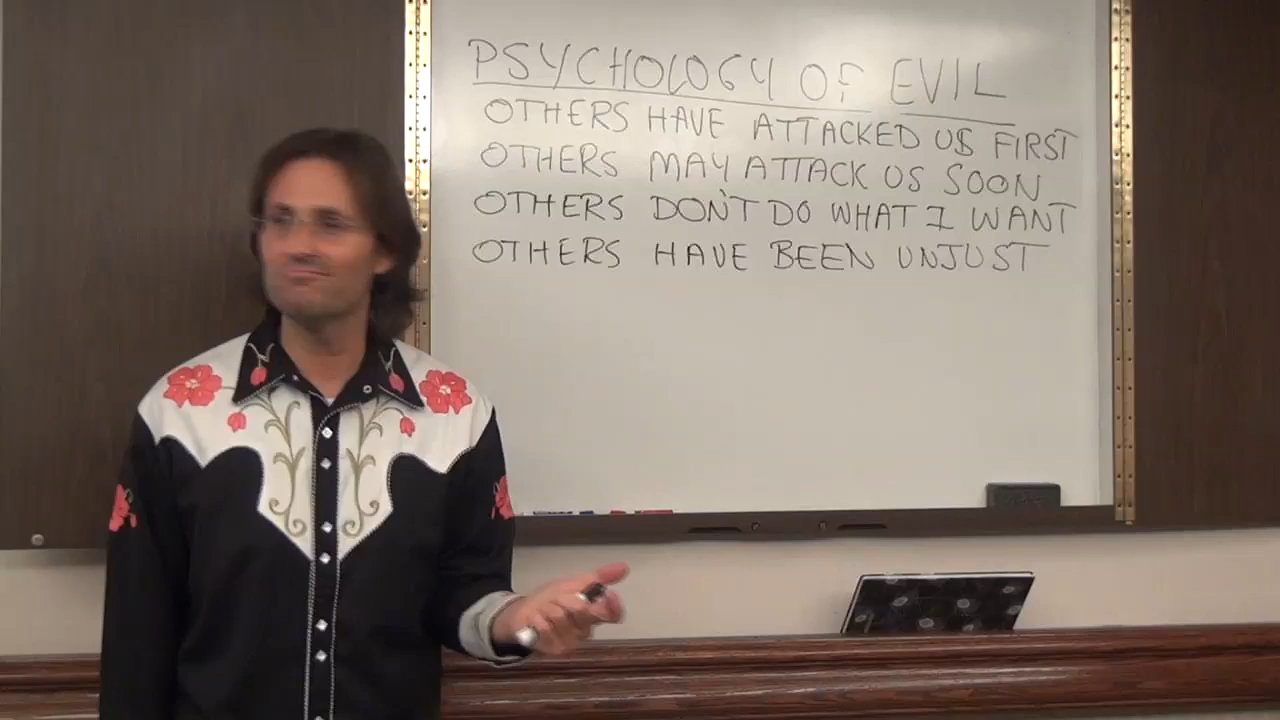 PSYCHOLOGY OF EVIL
OTHERS HAVE ATTACKED US FIRST
OTHERS MAY ATTACK US SOON
OTHERS DON'T DO WHAT I WANT
OTHERS HAVE BEEN UNJUST